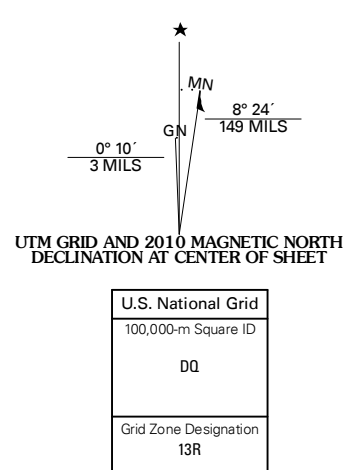 ★
MN
8° 24´
149 MILS
GN
0° 10´
3 MILS
UTM GRID AND 2010 MAGNETIC NORTH
DECLINATION AT CENTER OF SHEET
U.S. National Grid
100,000-m Square ID
DQ
Grid Zone Designation
13R